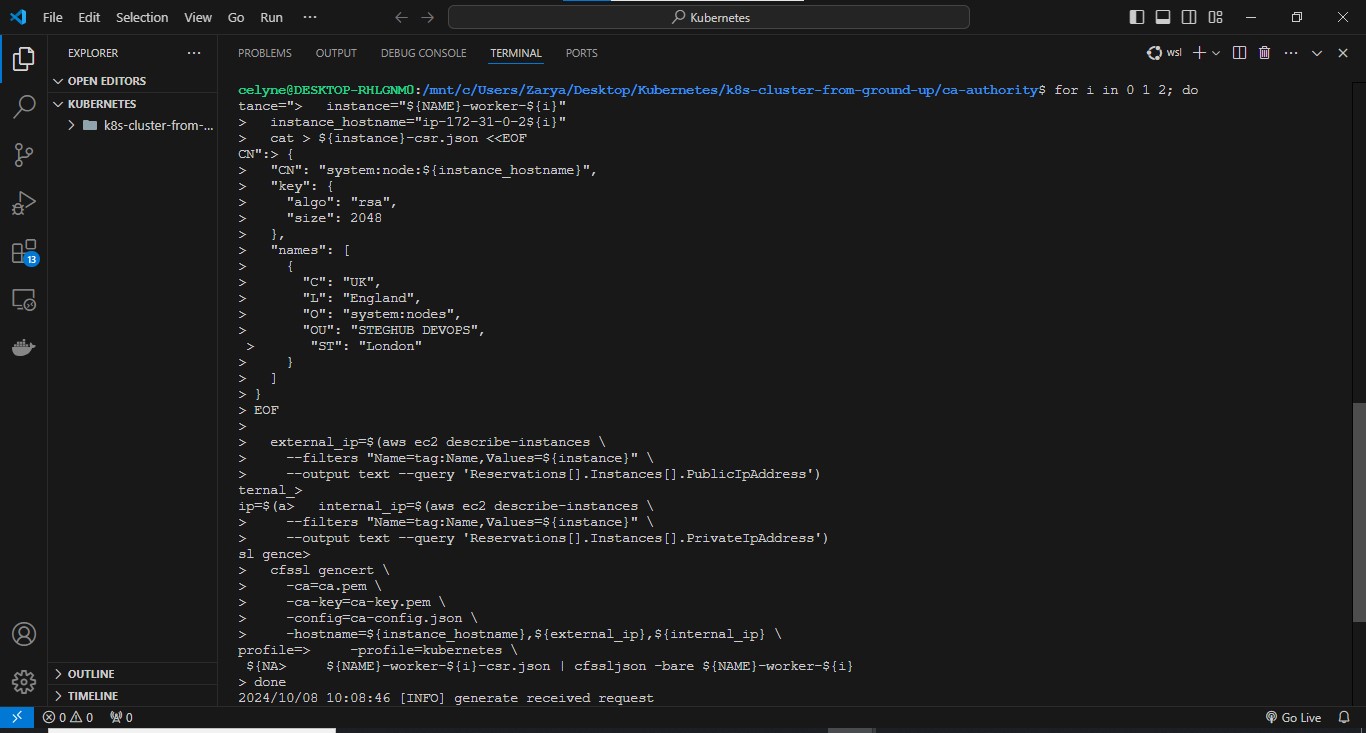 File Edit Selection View Go Run ··· Kubernetes
EXPLORER ···
OPEN EDITORS
KUBERNETES
k8s-cluster-from-...
13
OUTLINE
TIMELINE
PROBLEMS OUTPUT DEBUG CONSOLE TERMINAL PORTS wsl
celyne@DESKTOP-RHLGNM0:/mnt/c/Users/Zarya/Desktop/Kubernetes/k8s-cluster-from-ground-up/ca-authority$ for i in 0 1 2; do
tance=">   instance="${NAME}-worker-${i}"
>   instance_hostname="ip-172-31-0-2${i}"
>   cat > ${instance}-csr.json <<EOF
CN":> {
>   "CN": "system:node:${instance_hostname}",
>   "key": {
>     "algo": "rsa",
>     "size": 2048
>   },
>   "names": [
>     {
>       "C": "UK",
>       "L": "England",
>       "O": "system:nodes",
>       "OU": "STEGHUB DEVOPS",
 >       "ST": "London"
>     }
>   ]
> }
> EOF
>
>   external_ip=$(aws ec2 describe-instances \
>     --filters "Name=tag:Name,Values=${instance}" \
>     --output text --query 'Reservations[].Instances[].PublicIpAddress')
ternal_>
ip=$(a>   internal_ip=$(aws ec2 describe-instances \
>     --filters "Name=tag:Name,Values=${instance}" \
>     --output text --query 'Reservations[].Instances[].PrivateIpAddress')
sl gence>
>   cfssl gencert \
>     -ca=ca.pem \
>     -ca-key=ca-key.pem \
>     -config=ca-config.json \
>     -hostname=${instance_hostname},${external_ip},${internal_ip} \
profile=>     -profile=kubernetes \
 ${NA>     ${NAME}-worker-${i}-csr.json | cfssljson -bare ${NAME}-worker-${i}
> done
2024/10/08 10:08:46 [INFO] generate received request
0 0 0 Go Live